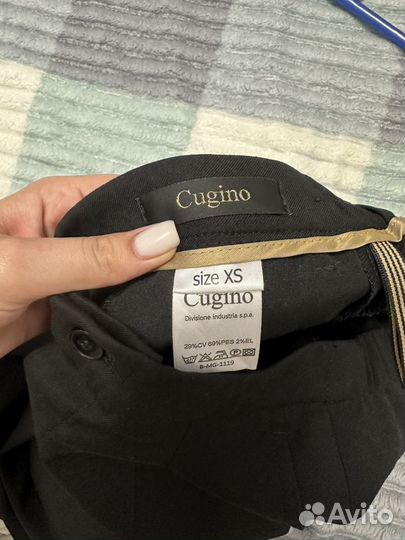 Cugino
size XS
Cugino
Divisione industria s.p.a.
29%CV 69%PES 2%EL
B-MG-1119
Avito